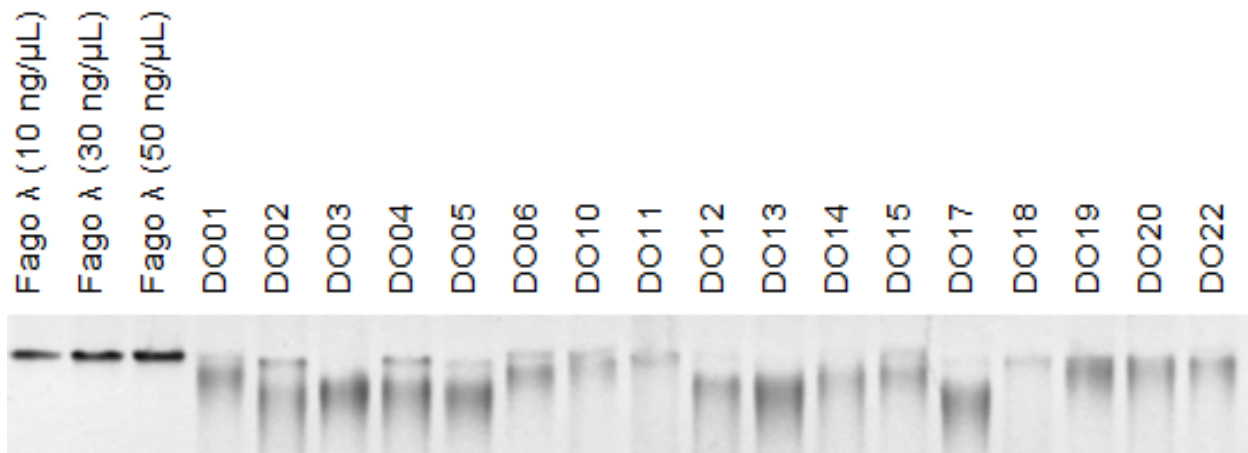 Fago λ (10 ng/µL)
Fago λ (30 ng/µL)
Fago λ (50 ng/µL)
DO01
DO02
DO03
DO04
DO05
DO06
DO10
DO11
DO12
DO13
DO14
DO15
DO17
DO18
DO19
DO20
DO22